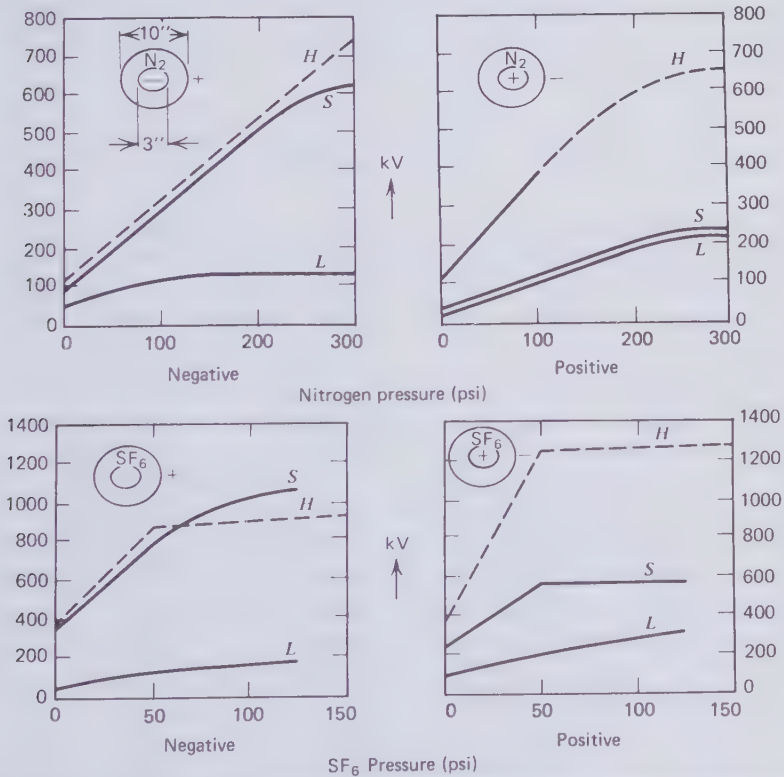 800
700
600
500
400
300
200
100
0
10"
N2
+
3"
H
S
L
0
100
200
300
Negative
kV
N2
+
−
H
S
L
800
700
600
500
400
300
200
100
0
0
100
200
300
Positive
Nitrogen pressure (psi)
1400
1200
1000
800
600
400
200
0
SF6
+
S
H
L
0
50
100
150
Negative
kV
SF6
+
−
H
S
L
1400
1200
1000
800
600
400
200
0
0
50
100
150
Positive
SF6 Pressure (psi)